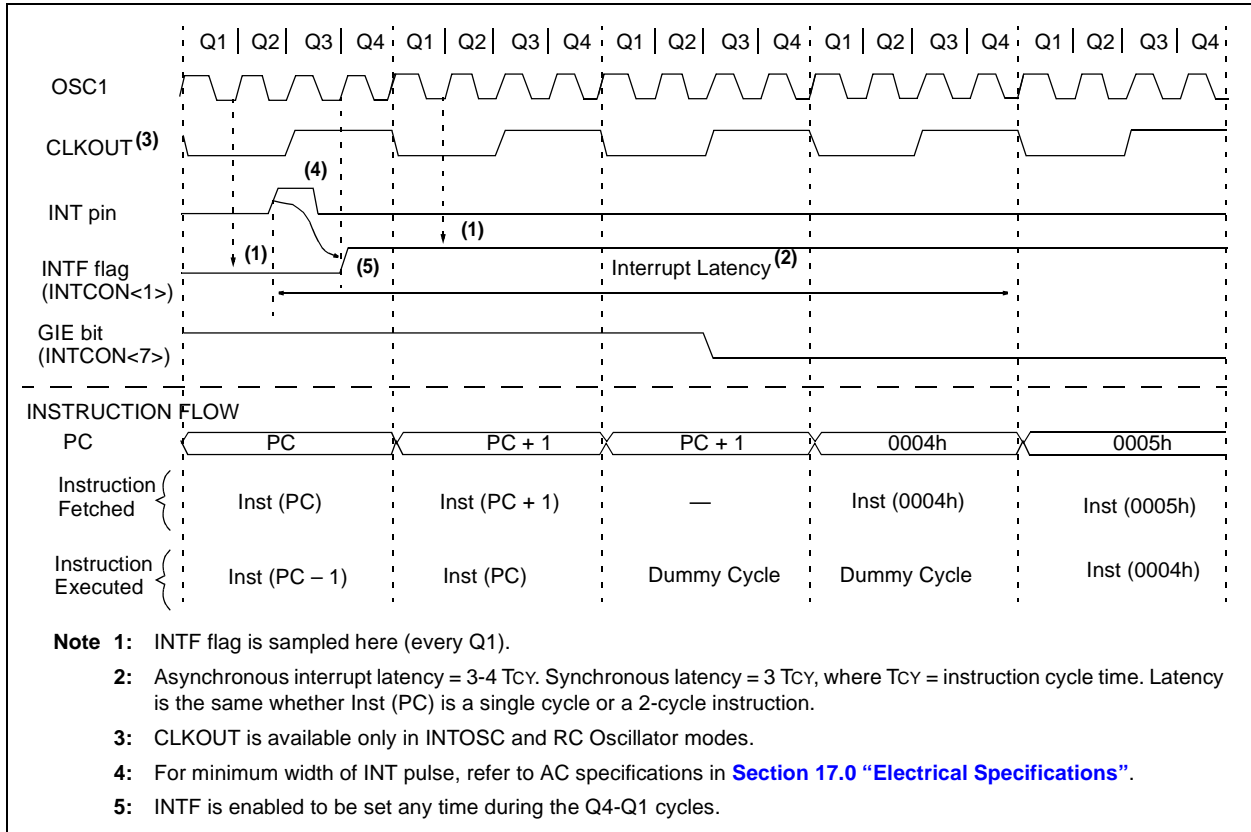 Q1 Q2 Q3 Q4 Q1 Q2 Q3 Q4 Q1 Q2 Q3 Q4 Q1 Q2 Q3 Q4 Q1 Q2 Q3 Q4
OSC1
CLKOUT (3)
(4)
INT pin
(1) (1)
INTF flag (5) Interrupt Latency (2)
(INTCON<1>)
GIE bit
(INTCON<7>)
INSTRUCTION FLOW
PC PC PC + 1 PC + 1 0004h 0005h
Instruction
Fetched Inst (PC) Inst (PC + 1) — Inst (0004h) Inst (0005h)
Instruction
Executed Inst (PC – 1) Inst (PC) Dummy Cycle Dummy Cycle Inst (0004h)
Note 1: INTF flag is sampled here (every Q1).
2: Asynchronous interrupt latency = 3-4 TCY. Synchronous latency = 3 TCY, where TCY = instruction cycle time. Latency
is the same whether Inst (PC) is a single cycle or a 2-cycle instruction.
3: CLKOUT is available only in INTOSC and RC Oscillator modes.
4: For minimum width of INT pulse, refer to AC specifications in Section 17.0 “Electrical Specifications”.
5: INTF is enabled to be set any time during the Q4-Q1 cycles.